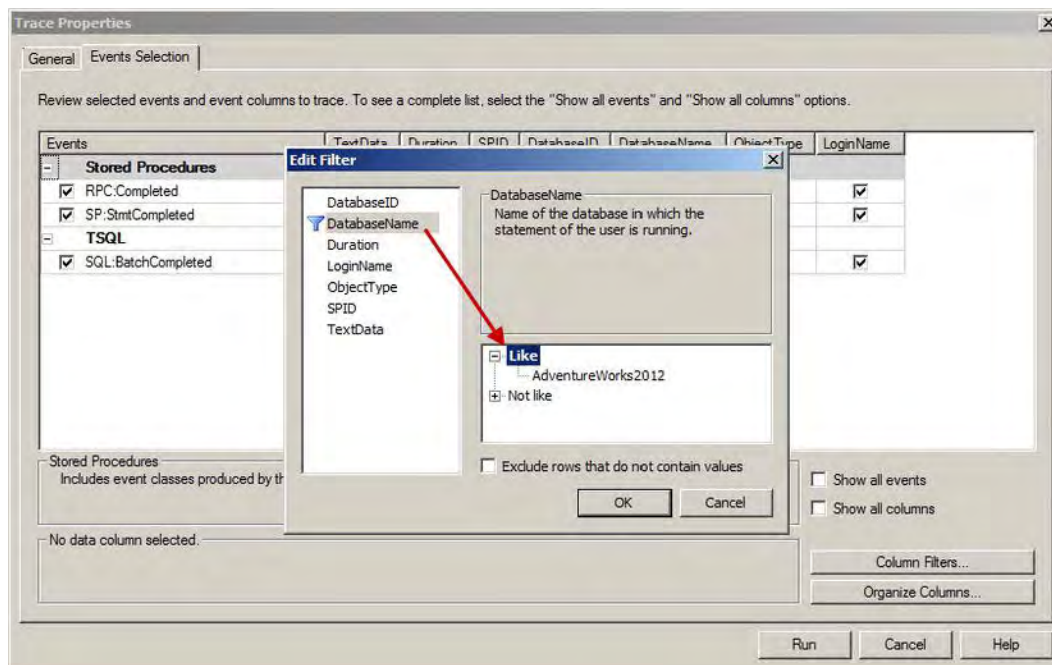 Trace Properties
General Events Selection
Review selected events and event columns to trace. To see a complete list, select the "Show all events" and "Show all columns" options.
Events TextData Duration SPID DatabaseID DatabaseName ObjectType LoginName
Stored Procedures
RPC:Completed
SP:StmtCompleted
TSQL
SQL:BatchCompleted
Edit Filter
DatabaseID
DatabaseName
Duration
LoginName
ObjectType
SPID
TextData
DatabaseName
Name of the database in which the
statement of the user is running.
Like
AdventureWorks2012
Not like
Exclude rows that do not contain values
OK Cancel
Stored Procedures
Includes event classes produced by th
Show all events
Show all columns
No data column selected.
Column Filters...
Organize Columns...
Run Cancel Help